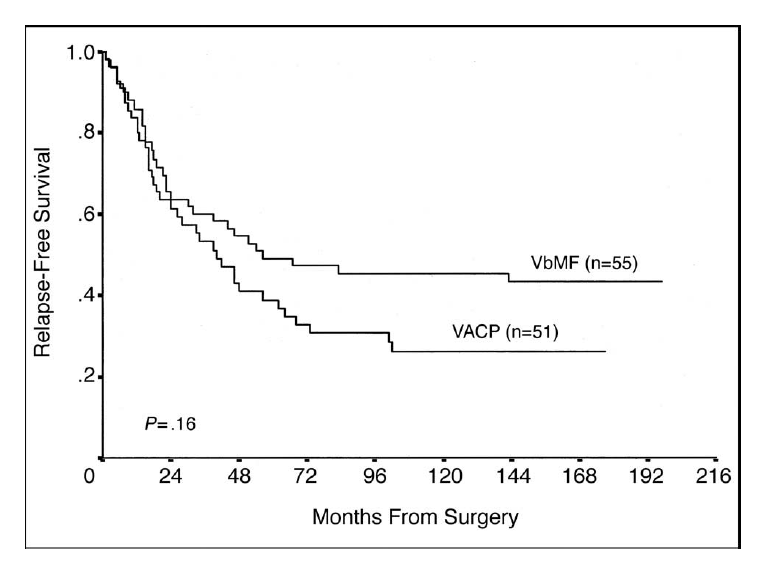 1.0
.8
.6
.4
.2
Relapse-Free Survival
VbMF (n=55)
VACP (n=51)
P=.16
0 24 48 72 96 120 144 168 192 216
Months From Surgery